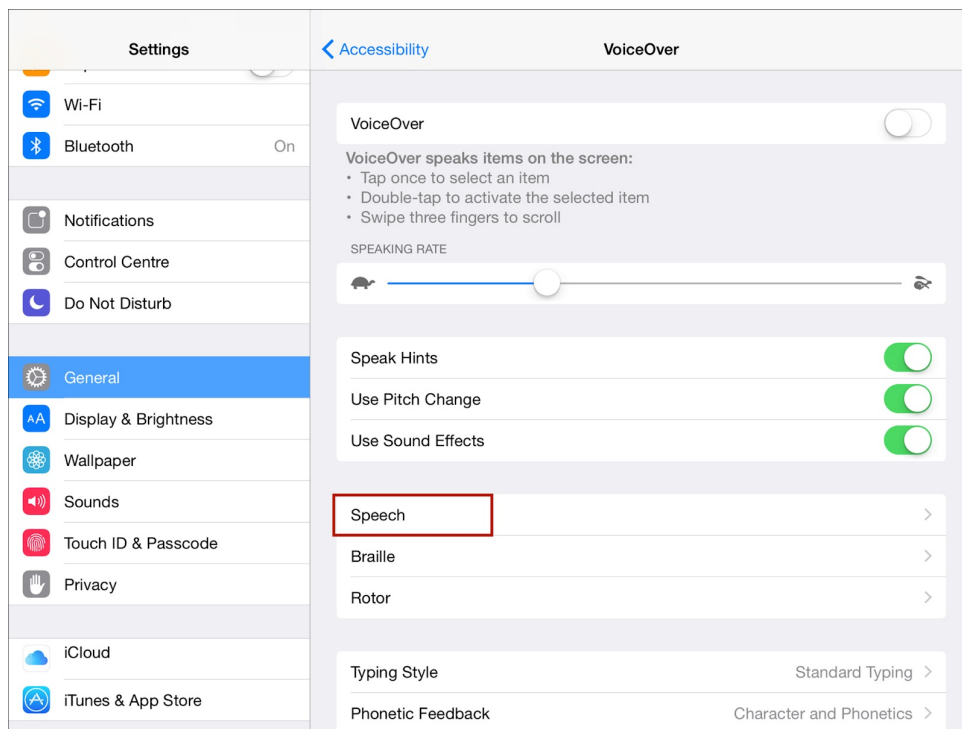 Settings
Wi-Fi
Bluetooth On
Notifications
Control Centre
Do Not Disturb
General
AA Display & Brightness
Wallpaper
Sounds
Touch ID & Passcode
Privacy
iCloud
iTunes & App Store
Accessibility
VoiceOver
VoiceOver
VoiceOver speaks items on the screen:
• Tap once to select an item
• Double-tap to activate the selected item
• Swipe three fingers to scroll
SPEAKING RATE
Speak Hints
Use Pitch Change
Use Sound Effects
Speech
Braille
Rotor
Typing Style Standard Typing
Phonetic Feedback Character and Phonetics